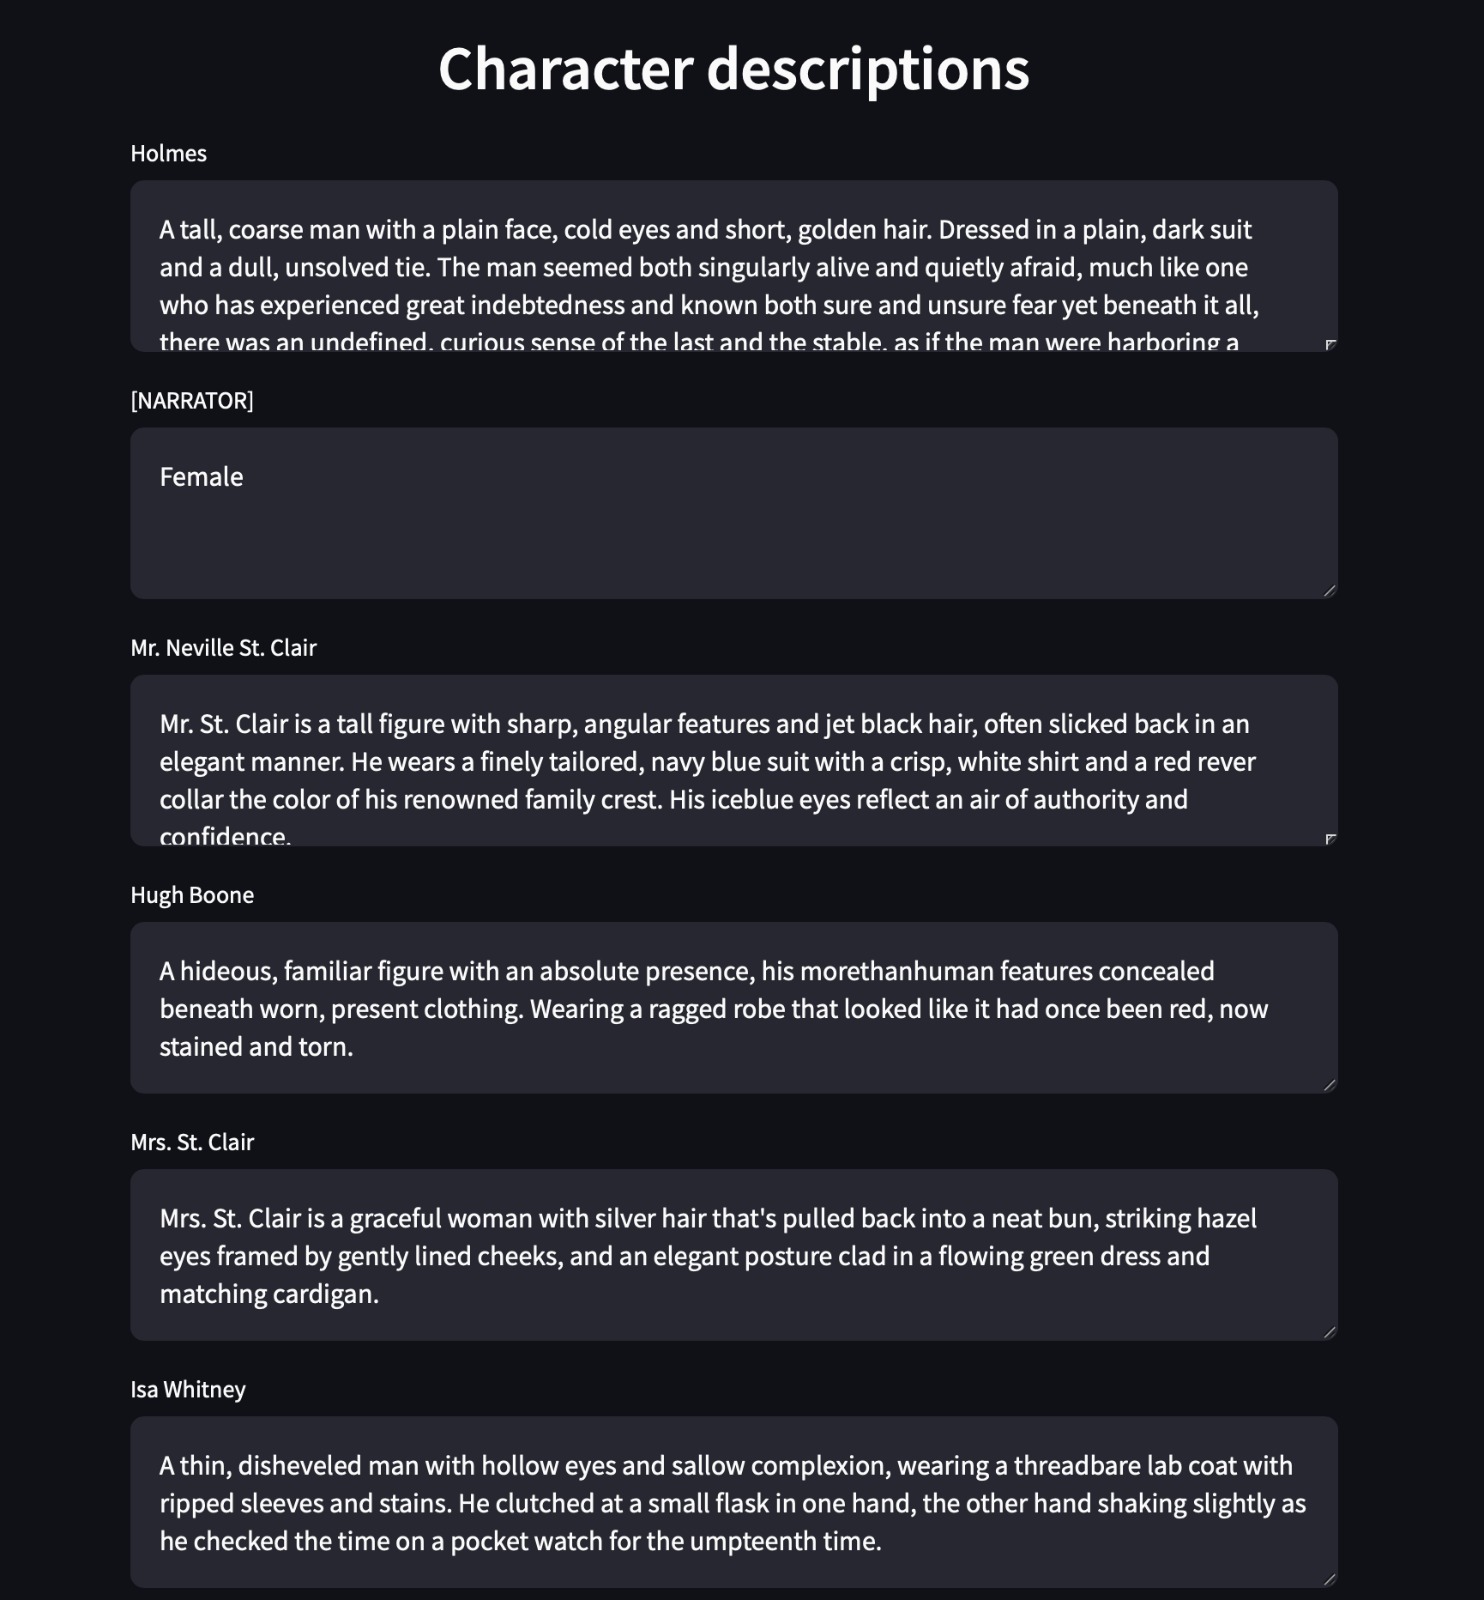 Character descriptions
Holmes
A tall, coarse man with a plain face, cold eyes and short, golden hair. Dressed in a plain, dark suit
and a dull, unsolved tie. The man seemed both singularly alive and quietly afraid, much like one
who has experienced great indebtedness and known both sure and unsure fear yet beneath it all,
there was an undefined, curious sense of the last and the stable, as if the man were harboring a
[NARRATOR]
Female
Mr. Neville St. Clair
Mr. St. Clair is a tall figure with sharp, angular features and jet black hair, often slicked back in an
elegant manner. He wears a finely tailored, navy blue suit with a crisp, white shirt and a red rever
collar the color of his renowned family crest. His iceblue eyes reflect an air of authority and
confidence.
Hugh Boone
A hideous, familiar figure with an absolute presence, his morethanhuman features concealed
beneath worn, present clothing. Wearing a ragged robe that looked like it had once been red, now
stained and torn.
Mrs. St. Clair
Mrs. St. Clair is a graceful woman with silver hair that's pulled back into a neat bun, striking hazel
eyes framed by gently lined cheeks, and an elegant posture clad in a flowing green dress and
matching cardigan.
Isa Whitney
A thin, disheveled man with hollow eyes and sallow complexion, wearing a threadbare lab coat with
ripped sleeves and stains. He clutched at a small flask in one hand, the other hand shaking slightly as
he checked the time on a pocket watch for the umpteenth time.